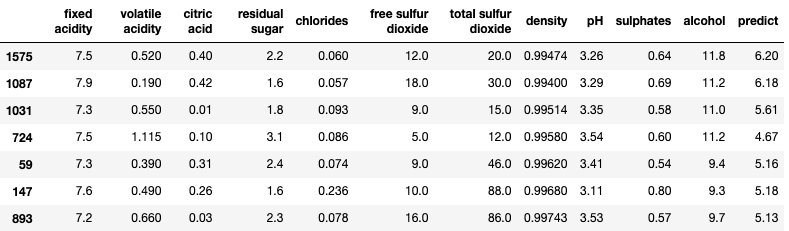 fixed acidity volatile acidity citric acid residual sugar chlorides free sulfur dioxide total sulfur dioxide density pH sulphates alcohol predict
1575 7.5 0.520 0.40 2.2 0.060 12.0 20.0 0.99474 3.26 0.64 11.8 6.20
1087 7.9 0.190 0.42 1.6 0.057 18.0 30.0 0.99400 3.29 0.69 11.2 6.18
1031 7.3 0.550 0.01 1.8 0.093 9.0 15.0 0.99514 3.35 0.58 11.0 5.61
724 7.5 1.115 0.10 3.1 0.086 5.0 12.0 0.99580 3.54 0.60 11.2 4.67
59 7.3 0.390 0.31 2.4 0.074 9.0 46.0 0.99620 3.41 0.54 9.4 5.16
147 7.6 0.490 0.26 1.6 0.236 10.0 88.0 0.99680 3.11 0.80 9.3 5.18
893 7.2 0.660 0.03 2.3 0.078 16.0 86.0 0.99743 3.53 0.57 9.7 5.13